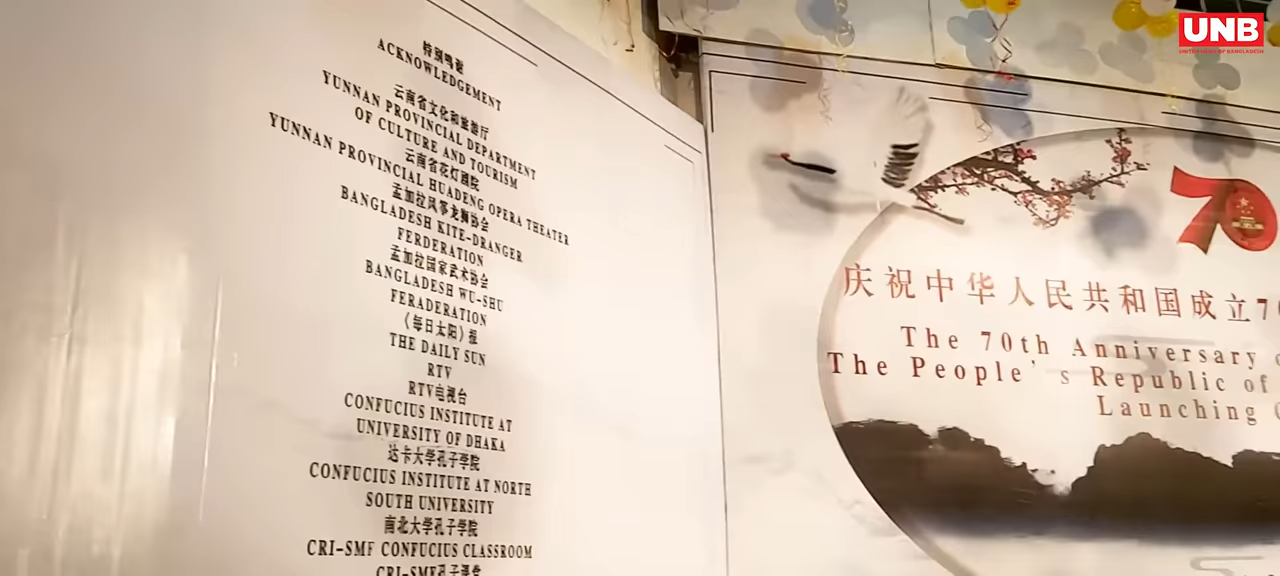 特别鸣谢
ACKNOWLEDGEMENT
云南省文化和旅游厅
YUNNAN PROVINCIAL DEPARTMENT
OF CULTURE AND TOURISM
云南省花灯剧院
YUNNAN PROVINCIAL HUADENG OPERA THEATER
孟加拉风筝龙狮协会
BANGLADESH KITE-DRANGER
FERDERATION
孟加拉国家武术协会
BANGLADESH WU-SHU
FERADERATION
《每日太阳》报
THE DAILY SUN
RTV
RTV电视台
CONFUCIUS INSTITUTE AT
UNIVERSITY OF DHAKA
达卡大学孔子学院
CONFUCIUS INSTITUTE AT NORTH
SOUTH UNIVERSITY
南北大学孔子学院
CRI-SMF CONFUCIUS CLASSROOM
CRI-SMF孔子课堂
70
庆祝中华人民共和国成立70
The 70th Anniversary
The People's Republic of
Launching
UNB
UNITED NEWS OF BANGLADESH